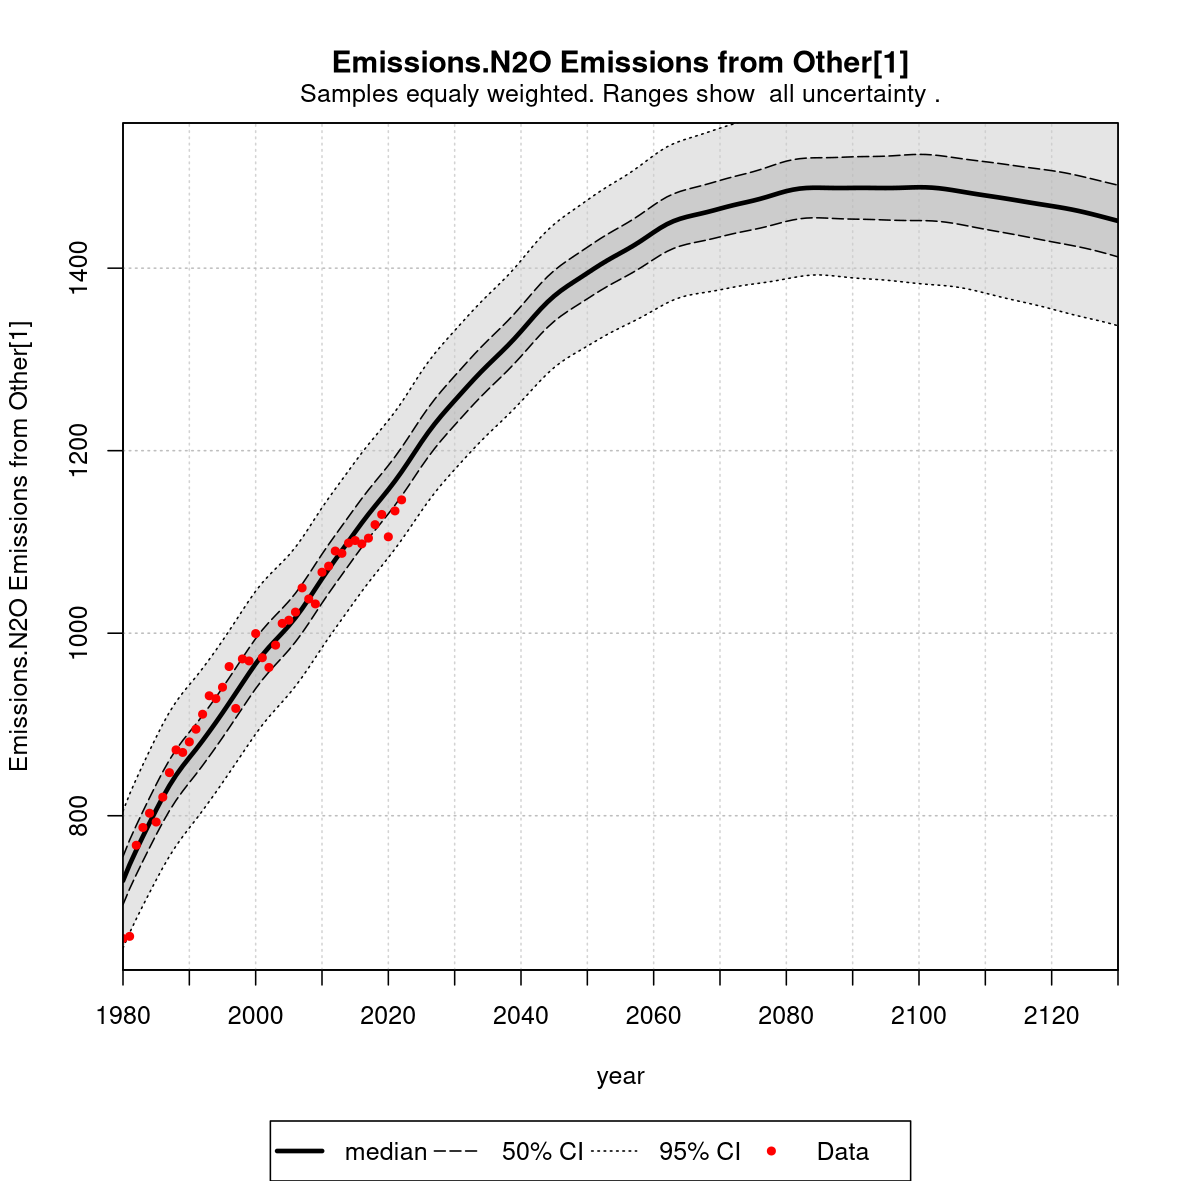 Emissions.N2O Emissions from Other[1]
Samples equaly weighted. Ranges show  all uncertainty .
Emissions.N2O Emissions from Other[1]
1400
1200
1000
800
1980 2000 2020 2040 2060 2080 2100 2120
year
median 50% CI 95% CI Data